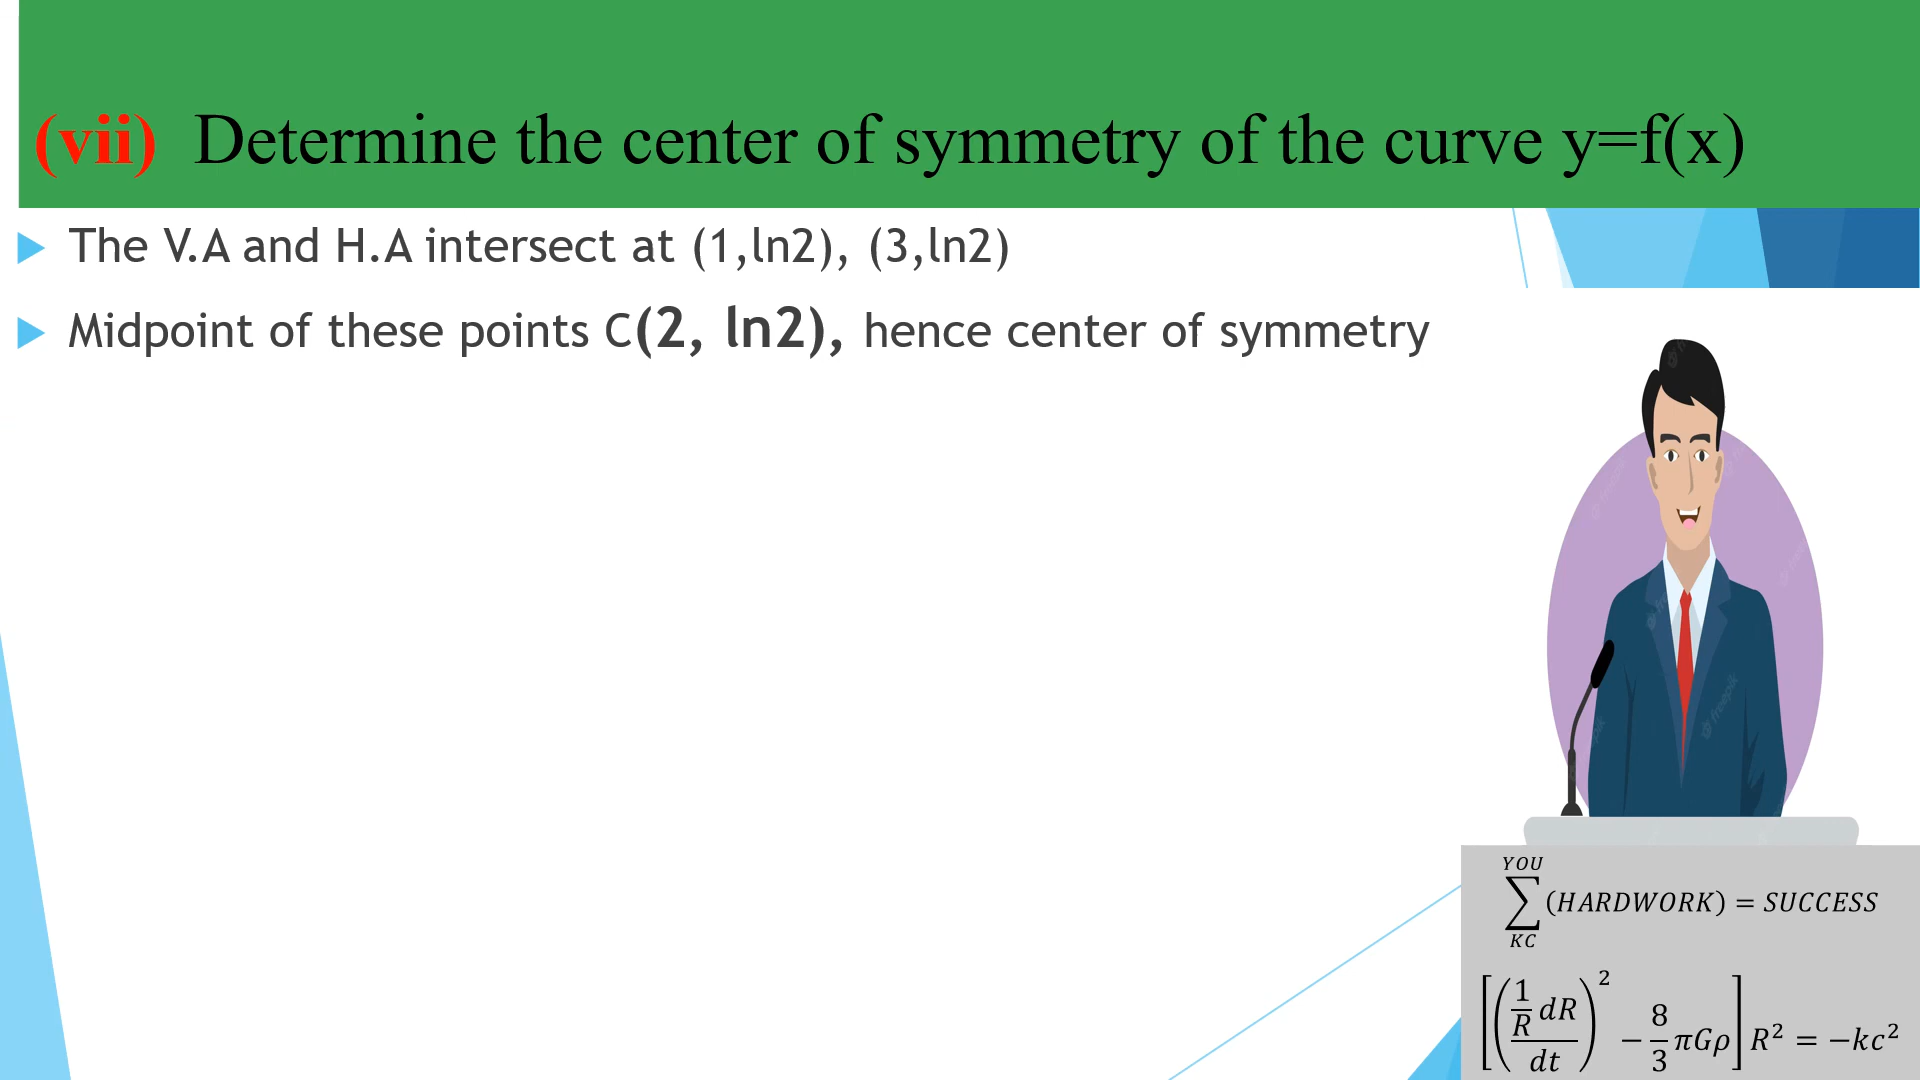 (vii) Determine the center of symmetry of the curve y=f(x)
The V.A and H.A intersect at (1,ln2), (3,ln2)
Midpoint of these points C(2, ln2), hence center of symmetry
YOU
∑(HARDWORK) = SUCCESS
KC
[((1/R dR)/dt)² − 8/3 πGρ] R² = −kc²